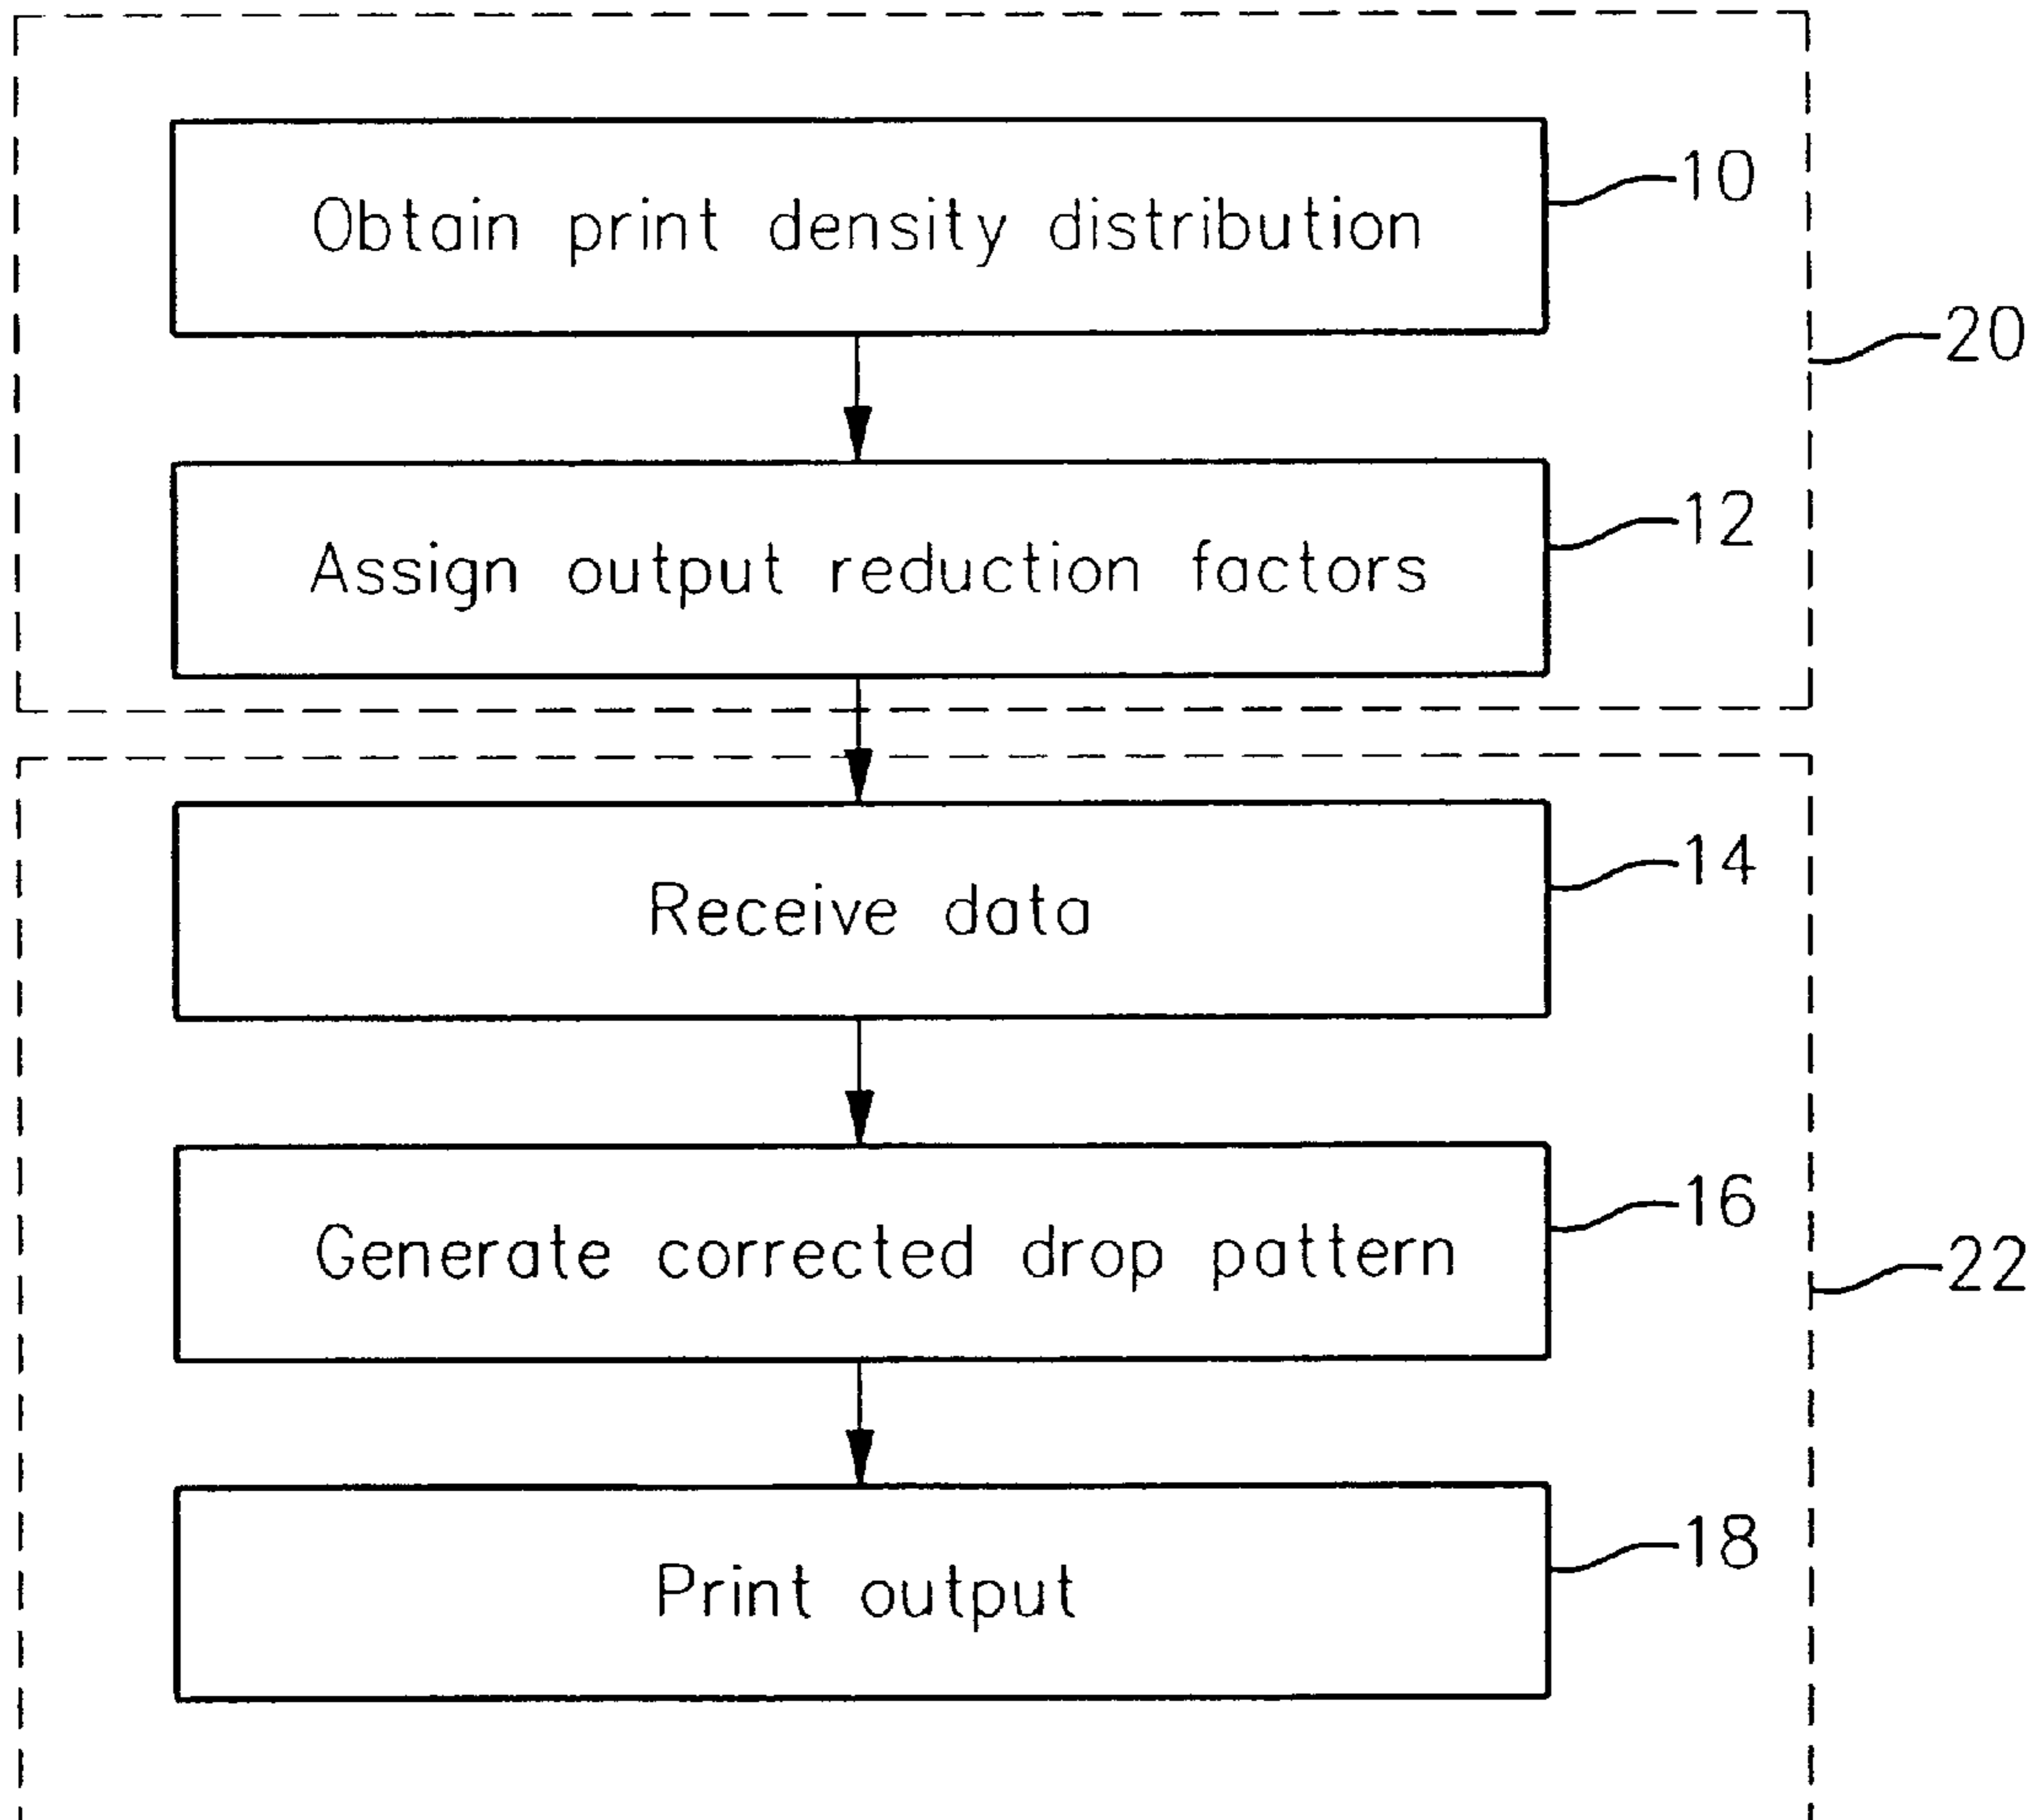 Obtain print density distribution
10
20
Assign output reduction factors
12
Receive data
14
Generate corrected drop pattern
16
22
Print output
18